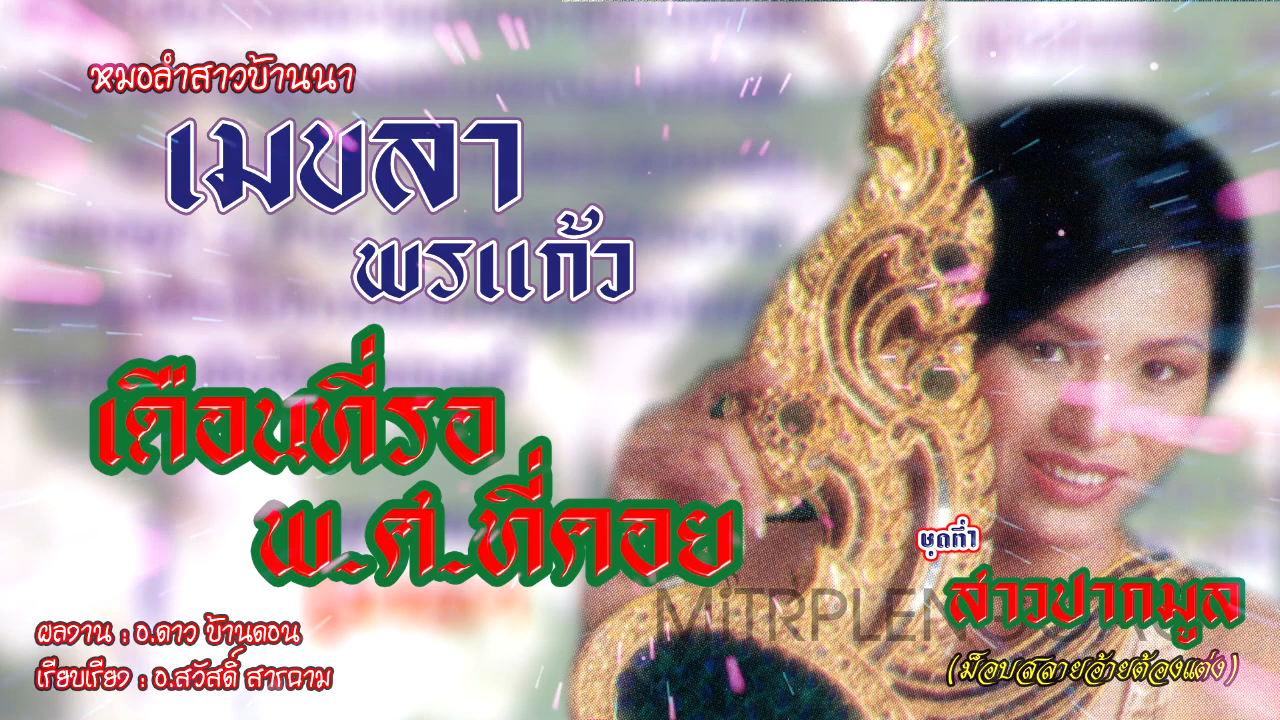 หมอลำสาวบ้านนา
เมขลา
พรแก้ว
เดือนที่รอ
พ.ศ.ที่คอย
ชุดที่๑
สาวปากมูล
(ม็อบสลายอ้ายต้องแต่ง)
ผลงาน : อ.ดาว บ้านดอน
เรียบเรียง : อ.สวัสดิ์ สารคาม